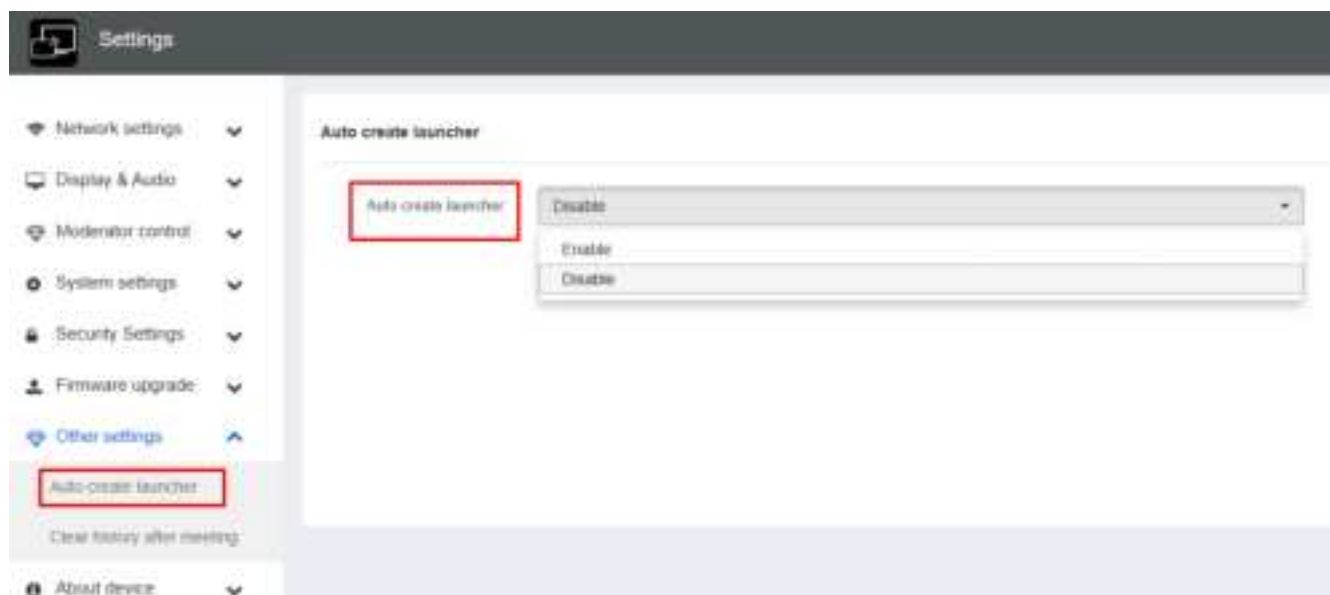 Settings
Network settings
Display & Audio
Moderator control
System settings
Security Settings
Firmware upgrade
Other settings
Auto create launcher
Clear history after meeting
About device
Auto create launcher
Auto create launcher
Disable
Enable
Disable